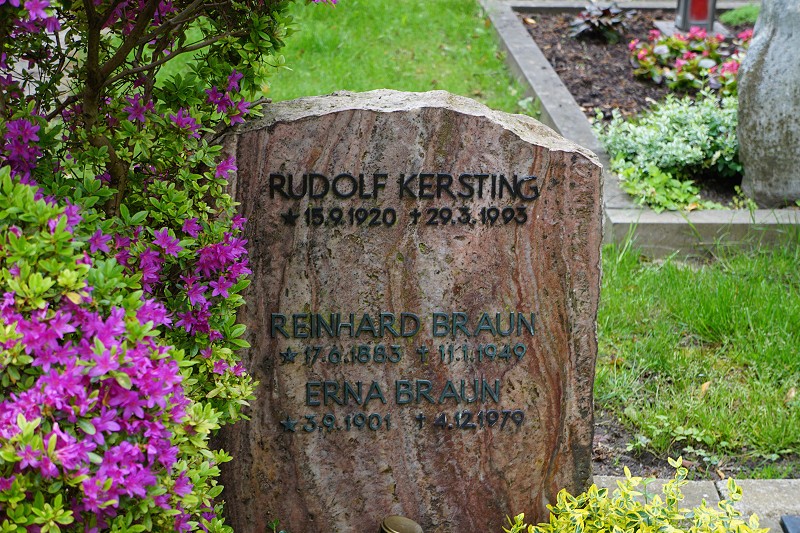 RUDOLF KERSTING
★ 15.9.1920 ✝ 29.3.1993
REINHARD BRAUN
★ 17.6.1883 ✝ 11.1.1949
ERNA BRAUN
★ 3.9.1901 ✝ 4.12.1979